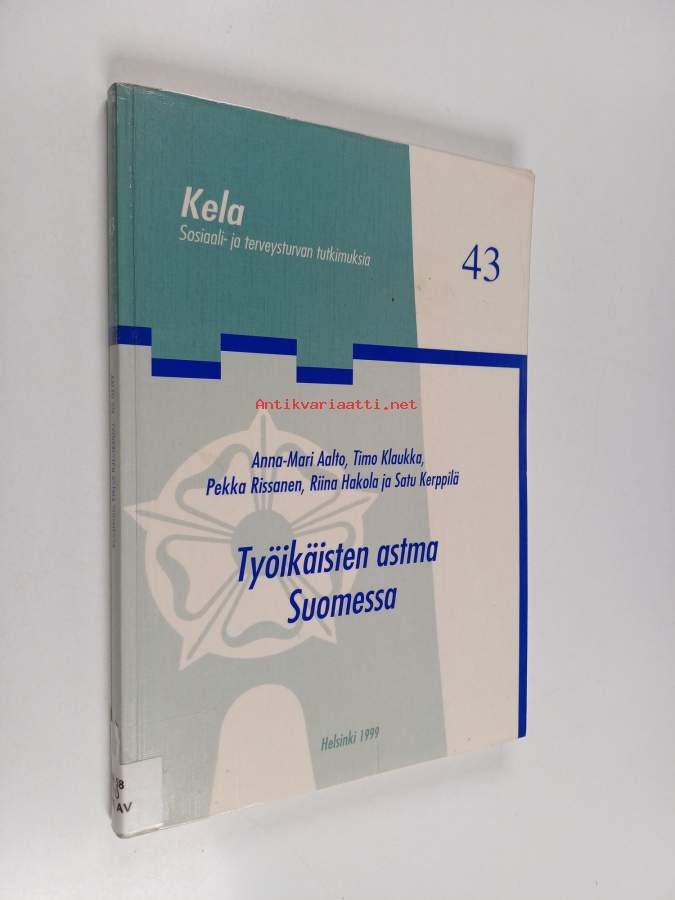 Kela
Sosiaali- ja terveysturvan tutkimuksia
43
Antikvariaatti.net
Anna-Mari Aalto, Timo Klaukka,
Pekka Rissanen, Riina Hakola ja Satu Kerppilä
Työikäisten astma
Suomessa
Helsinki 1999
AV